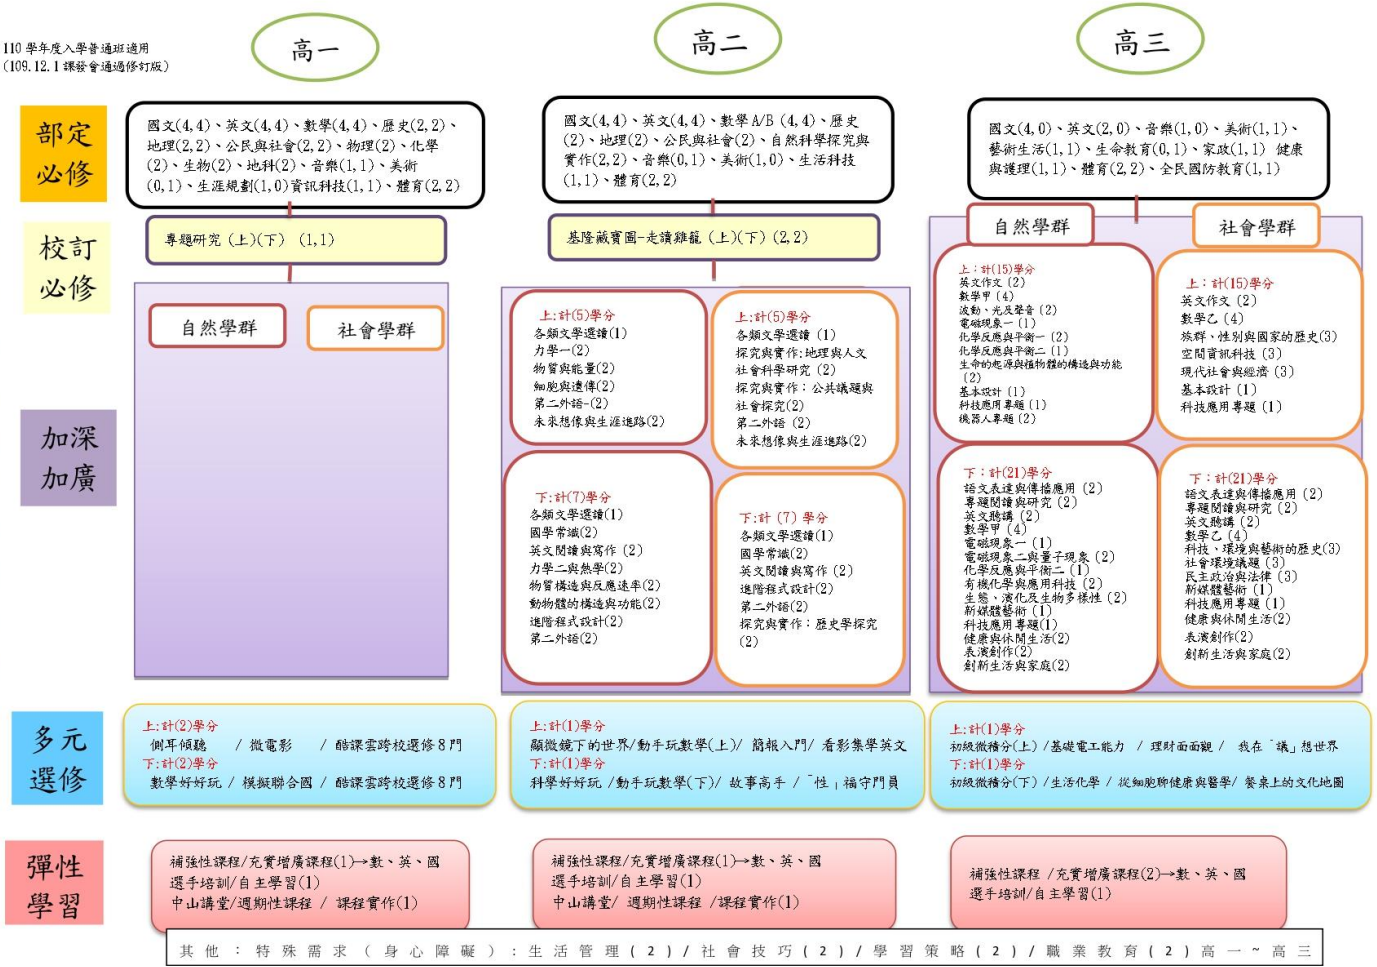 110 學年度入學普通班適用
(109.12.1 課發會通過修訂版)
高一
高二
高三
部定
必修
國文(4,4)、英文(4,4)、數學(4,4)、歷史(2,2)、
地理(2,2)、公民與社會(2,2)、物理(2)、化學
(2)、生物(2)、地科(2)、音樂(1,1)、美術
(0,1)、生涯規劃(1,0)資訊科技(1,1)、體育(2,2)
國文(4,4)、英文(4,4)、數學 A/B (4,4)、歷史
(2)、地理(2)、公民與社會(2)、自然科學探究與
實作(2,2)、音樂(0,1)、美術(1,0)、生活科技
(1,1)、體育(2,2)
國文(4,0)、英文(2,0)、音樂(1,0)、美術(1,1)、
藝術生活(1,1)、生命教育(0,1)、家政(1,1) 健康
與護理(1,1)、體育(2,2)、全民國防教育(1,1)
校訂
必修
專題研究 (上)(下) (1,1)
基隆藏寶圖-走讀雞籠 (上)(下) (2,2)
加深
加廣
自然學群
社會學群
上:計(5)學分
各類文學選讀(1)
力學一(2)
物質與能量(2)
細胞與遺傳(2)
第二外語-(2)
未來想像與生涯進路(2)
上:計(5)學分
各類文學選讀 (1)
探究與實作:地理與人文
社會科學研究 (2)
探究與實作：公共議題與
社會探究(2)
第二外語 (2)
未來想像與生涯進路(2)
下:計(7)學分
各類文學選讀(1)
國學常識(2)
英文閱讀與寫作 (2)
力學二與熱學(2)
物質構造與反應速率(2)
動物體的構造與功能(2)
進階程式設計(2)
第二外語(2)
下:計 (7) 學分
各類文學選讀(1)
國學常識(2)
英文閱讀與寫作 (2)
進階程式設計(2)
第二外語(2)
探究與實作：歷史學探究
(2)
自然學群
社會學群
上：計(15)學分
英文作文 (2)
數學甲 (4)
波動、光及聲音 (2)
電磁現象一 (1)
化學反應與平衡一 (2)
化學反應與平衡二 (1)
生命的起源與植物體的構造與功能
(2)
基本設計 (1)
科技應用專題 (1)
機器人專題 (2)
上：計(15)學分
英文作文 (2)
數學乙 (4)
族群、性別與國家的歷史(3)
空間資訊科技 (3)
現代社會與經濟 (3)
基本設計 (1)
科技應用專題 (1)
下：計(21)學分
語文表達與傳播應用 (2)
專題閱讀與研究 (2)
英文聽講 (2)
數學甲 (4)
電磁現象一 (1)
電磁現象二與量子現象 (2)
化學反應與平衡二 (1)
有機化學與應用科技 (2)
生態、演化及生物多樣性 (2)
新媒體藝術 (1)
科技應用專題(1)
健康與休閒生活(2)
表演創作(2)
創新生活與家庭(2)
下：計(21)學分
語文表達與傳播應用 (2)
專題閱讀與研究 (2)
英文聽講 (2)
數學乙 (4)
科技、環境與藝術的歷史(3)
社會環境議題 (3)
民主政治與法律 (3)
新媒體藝術 (1)
科技應用專題 (1)
健康與休閒生活(2)
表演創作(2)
創新生活與家庭(2)
多元
選修
上:計(2)學分
側耳傾聽 / 微電影 / 酷課雲跨校選修 8 門
下:計(2)學分
數學好好玩 / 模擬聯合國 / 酷課雲跨校選修 8 門
上:計(1)學分
顯微鏡下的世界/動手玩數學(上)/ 簡報入門/ 看影集學英文
下:計(1)學分
科學好好玩 /動手玩數學(下)/ 故事高手 /「性」福守門員
上:計(1)學分
初級微積分(上) /基礎電工能力 / 理財面面觀 / 我在「議」想世界
下:計(1)學分
初級微積分(下) /生活化學 / 從細胞聊健康與醫學/ 餐桌上的文化地圖
彈性
學習
補強性課程/充實增廣課程(1)→數、英、國
選手培訓/自主學習(1)
中山講堂/週期性課程 / 課程實作(1)
補強性課程/充實增廣課程(1)→數、英、國
選手培訓/自主學習(1)
中山講堂/ 週期性課程 /課程實作(1)
補強性課程 /充實增廣課程(2)→數、英、國
選手培訓/自主學習(1)
其他：特殊需求（身心障礙）：生活管理(2)/社會技巧(2)/學習策略(2)/職業教育(2)高一~高三